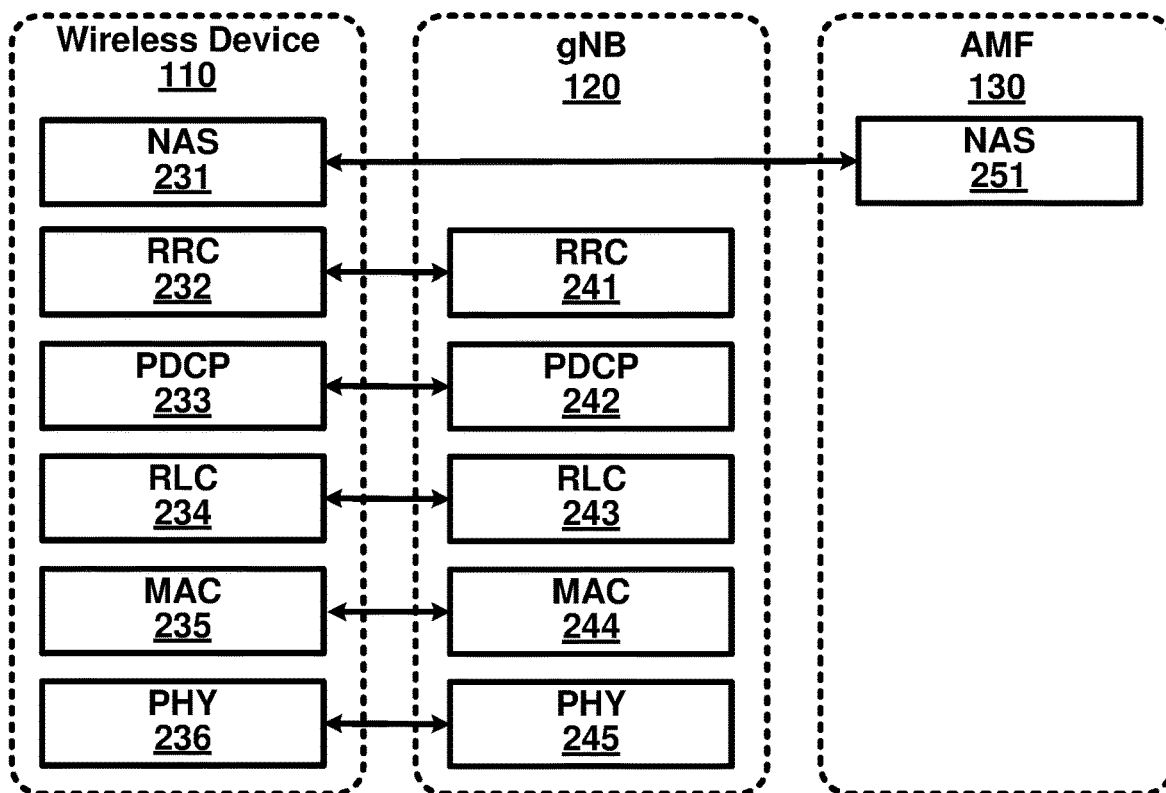 Wireless Device
110
gNB
120
AMF
130
NAS
231
NAS
251
RRC
232
RRC
241
PDCP
233
PDCP
242
RLC
234
RLC
243
MAC
235
MAC
244
PHY
236
PHY
245